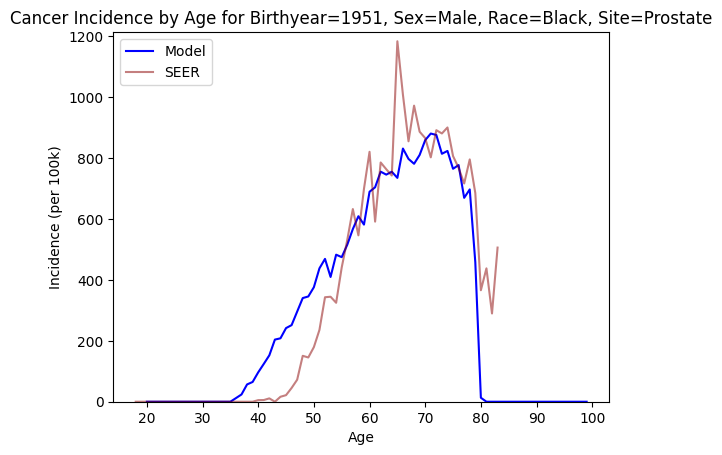 Cancer Incidence by Age for Birthyear=1951, Sex=Male, Race=Black, Site=Prostate
1200
1000
800
600
400
200
0
Incidence (per 100k)
Model
SEER
20 30 40 50 60 70 80 90 100
Age